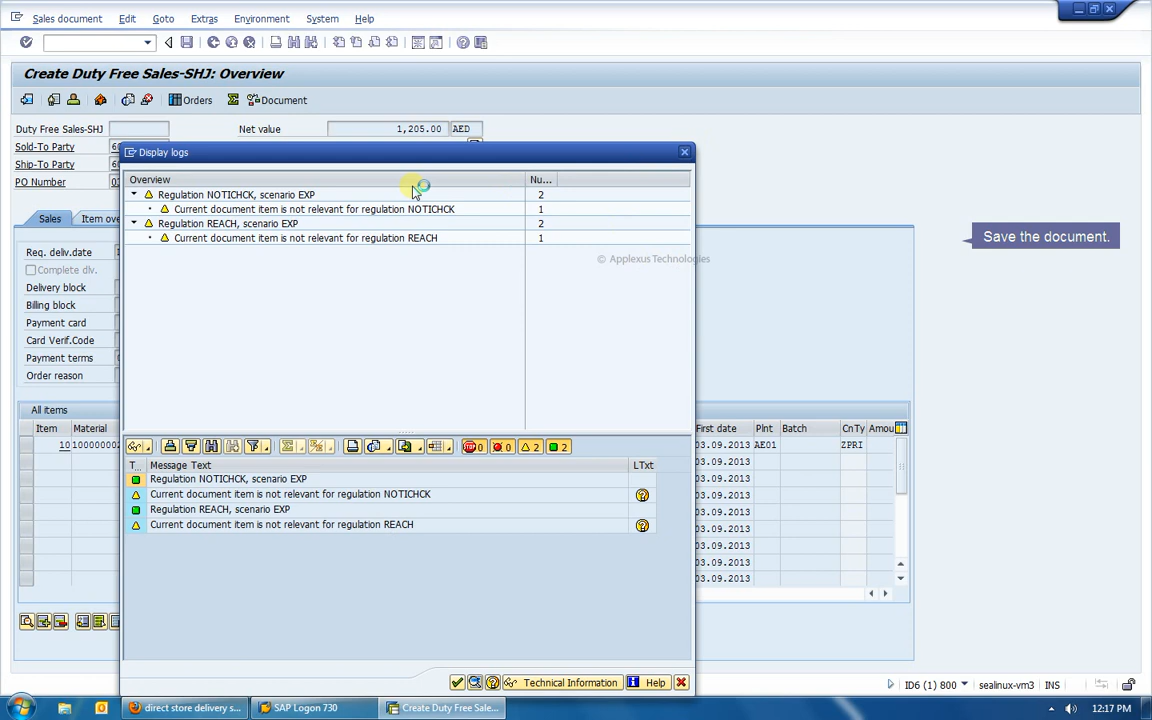 Sales document Edit Goto Extras Environment System Help
Create Duty Free Sales-SHJ: Overview
Orders Document
Duty Free Sales-SHJ Net value 1,205.00 AED
Sold-To Party
Ship-To Party
PO Number
Display logs
Overview Nu...
Regulation NOTICHCK, scenario EXP 2
Current document item is not relevant for regulation NOTICHCK 1
Regulation REACH, scenario EXP 2
Current document item is not relevant for regulation REACH 1
Save the document.
© Applexus Technologies
Sales Item ov
Req. deliv.date
Complete dlv.
Delivery block
Billing block
Payment card
Card Verif.Code
Payment terms
Order reason
All items
Item Material First date Plnt Batch CnTy Amou
10 100000002 03.09.2013 AE01 ZPRI
03.09.2013
03.09.2013
03.09.2013
03.09.2013
03.09.2013
03.09.2013
03.09.2013
03.09.2013
0 0 2 2
T... Message Text LTxt
Regulation NOTICHCK, scenario EXP
Current document item is not relevant for regulation NOTICHCK
Regulation REACH, scenario EXP
Current document item is not relevant for regulation REACH
Technical Information Help
ID6 (1) 800 sealinux-vm3 INS
direct store delivery s... SAP Logon 730 Create Duty Free Sale... 12:17 PM